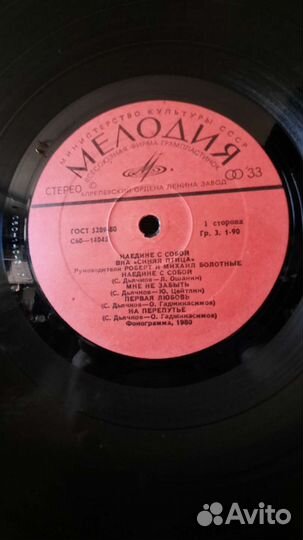 МИНИСТЕРСТВО КУЛЬТУРЫ СССР
МЕЛОДИЯ
ВСЕСОЮЗНАЯ ФИРМА ГРАМПЛАСТИНОК
СТЕРЕО
33
АПРЕЛЕВСКИЙ ОРДЕНА ЛЕНИНА ЗАВОД
ГОСТ 5289-80
1 сторона
С60—14045
Гр. 3. 1-90
НАЕДИНЕ С СОБОЙ
ВИА «СИНЯЯ ПТИЦА»
Руководители РОБЕРТ и МИХАИЛ БОЛОТНЫЕ
НАЕДИНЕ С СОБОЙ
(С. Дьячков—Л. Ошанин)
МНЕ НЕ ЗАБЫТЬ
(С. Дьячков—Ю. Цейтлин)
ПЕРВАЯ ЛЮБОВЬ
(С. Дьячков—О. Гаджикасимов)
НА ПЕРЕПУТЬЕ
(С. Дьячков—О. Гаджикасимов)
Фонограмма, 1980
Avito